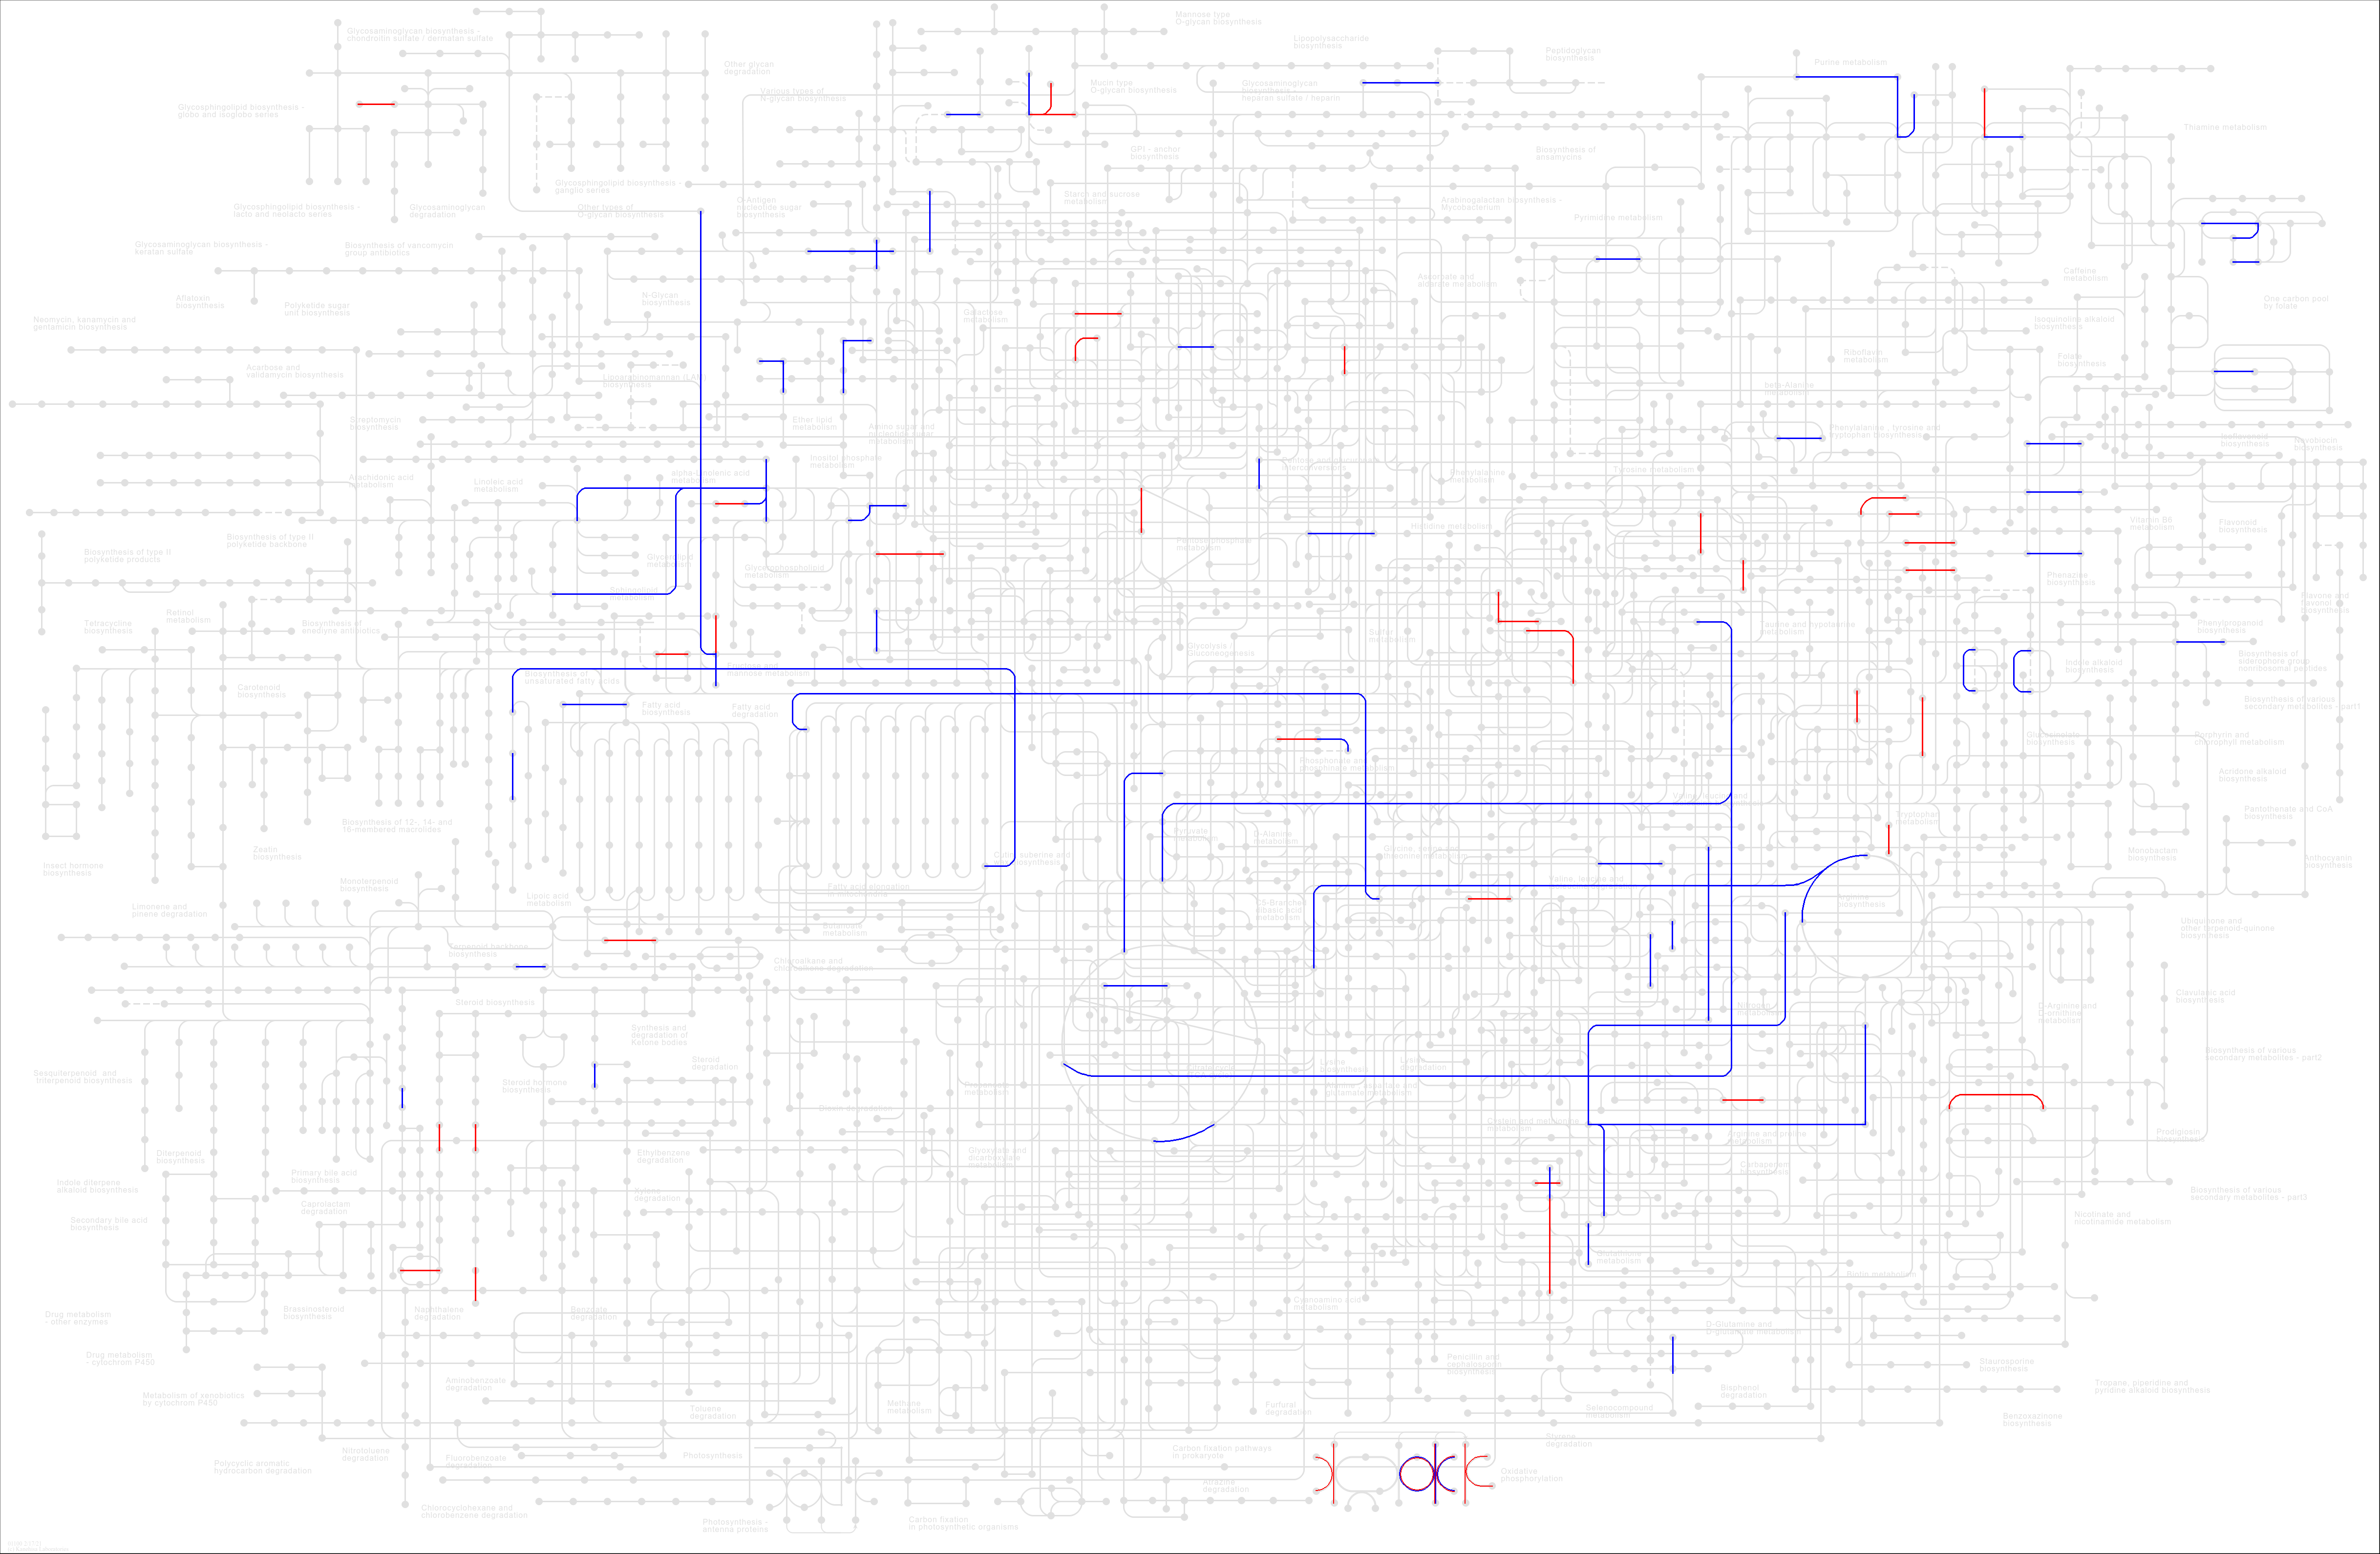 Mannose type
O-glycan biosynthesis
Glycosaminoglycan biosynthesis -
chondroitin sulfate / dermatan sulfate
Lipopolysaccharide
biosynthesis
Peptidoglycan
biosynthesis
Purine metabolism
Other glycan
degradation
Mucin type
O-glycan biosynthesis
Glycosaminoglycan
biosynthesis -
heparan sulfate / heparin
Various types of
N-glycan biosynthesis
Glycosphingolipid biosynthesis -
globo and isoglobo series
Thiamine metabolism
GPI - anchor
biosynthesis
Biosynthesis of
ansamycins
Glycosphingolipid biosynthesis -
ganglio series
Starch and sucrose
metabolism
O-Antigen
nucleotide sugar
biosynthesis
Arabinogalactan biosynthesis -
Mycobacterium
Glycosphingolipid biosynthesis -
lacto and neolacto series
Glycosaminoglycan
degradation
Other types of
O-glycan biosynthesis
Pyrimidine metabolism
Glycosaminoglycan biosynthesis -
keratan sulfate
Biosynthesis of vancomycin
group antibiotics
Ascorbate and
aldarate metabolism
Caffeine
metabolism
Aflatoxin
biosynthesis
Polyketide sugar
unit biosynthesis
N-Glycan
biosynthesis
One carbon pool
by folate
Galactose
metabolism
Neomycin, kanamycin and
gentamicin biosynthesis
Isoquinoline alkaloid
biosynthesis
Riboflavin
metabolism
Folate
biosynthesis
Acarbose and
validamycin biosynthesis
Lipoarabinomannan (LAM)
biosynthesis
beta-Alanine
metabolism
Streptomycin
biosynthesis
Ether lipid
metabolism
Amino sugar and
nucleotide sugar
metabolism
Phenylalanine, tyrosine and
tryptophan biosynthesis
Isoflavonoid
biosynthesis
Novobiocin
biosynthesis
Inositol phosphate
metabolism
Pentose and glucuronate
interconversions
Phenylalanine
metabolism
Tyrosine metabolism
Arachidonic acid
metabolism
Linoleic acid
metabolism
alpha-Linolenic acid
metabolism
Histidine metabolism
Vitamin B6
metabolism
Flavonoid
biosynthesis
Biosynthesis of type II
polyketide backbone
Biosynthesis of type II
polyketide products
Pentose phosphate
metabolism
Glycerolipid
metabolism
Glycerophospholipid
metabolism
Phenazine
biosynthesis
Sphingolipid
metabolism
Flavone and
flavonol
biosynthesis
Retinol
metabolism
Tetracycline
biosynthesis
Biosynthesis of
enediyne antibiotics
Sulfur
metabolism
Taurine and hypotaurine
metabolism
Phenylpropanoid
biosynthesis
Glycolysis /
Gluconeogenesis
Biosynthesis of
siderophore group
nonribosomal peptides
Indole alkaloid
biosynthesis
Biosynthesis of
unsaturated fatty acids
Fructose and
mannose metabolism
Carotenoid
biosynthesis
Biosynthesis of various
secondary metabolites - part1
Fatty acid
biosynthesis
Fatty acid
degradation
Glucosinolate
biosynthesis
Porphyrin and
chlorophyll metabolism
Phosphonate and
phosphinate metabolism
Acridone alkaloid
biosynthesis
Valine, leucine and
Pantothenate and CoA
biosynthesis
Biosynthesis of 12-, 14- and
16-membered macrolides
Tryptophan
metabolism
Pyruvate
metabolism
D-Alanine
metabolism
Zeatin
biosynthesis
Insect hormone
biosynthesis
Monobactam
biosynthesis
Anthocyanin
biosynthesis
Glycine, serine and
threonine metabolism
Cutin, suberine and
wax biosynthesis
Monoterpenoid
biosynthesis
Fatty acid elongation
in mitochondria
Valine, leucine and
Lipoic acid
metabolism
Arginine
biosynthesis
Limonene and
pinene degradation
C5-Branched
dibasic acid
metabolism
Butanoate
metabolism
Ubiquinone and
other terpenoid-quinone
biosynthesis
Terpenoid backbone
biosynthesis
Chloroalkane and
chloroalkene degradation
Steroid biosynthesis
Nitrogen
metabolism
D-Arginine and
D-ornithine
metabolism
Clavulanic acid
biosynthesis
Synthesis and
degradation of
Ketone bodies
Steroid
degradation
Lysine
biosynthesis
Lysine
degradation
Biosynthesis of various
secondary metabolites - part2
Sesquiterpenoid and
triterpenoid biosynthesis
Steroid hormone
biosynthesis
Propanoate
metabolism
Alanine, aspartate and
glutamate metabolism
Dioxin degradation
Cystein and methionine
metabolism
Arginine and proline
metabolism
Prodigiosin
biosynthesis
Diterpenoid
biosynthesis
Ethylbenzene
degradation
Glyoxylate and
dicarboxylate
metabolism
Carbapenem
biosynthesis
Primary bile acid
biosynthesis
Indole diterpene
alkaloid biosynthesis
Xylene
degradation
Biosynthesis of various
secondary metabolites - part3
Caprolactam
degradation
Secondary bile acid
biosynthesis
Nicotinate and
nicotinamide metabolism
Glutathione
metabolism
Biotin metabolism
Cyanoamino acid
metabolism
Drug metabolism
- other enzymes
Brassinosteroid
biosynthesis
Naphthalene
degradation
Benzoate
degradation
D-Glutamine and
D-glutamate metabolism
Drug metabolism
- cytochrom P450
Penicillin and
cephalosporin
biosynthesis
Staurosporine
biosynthesis
Aminobenzoate
degradation
Bisphenol
degradation
Tropane, piperidine and
pyridine alkaloid biosynthesis
Metabolism of xenobiotics
by cytochrom P450
Toluene
degradation
Methane
metabolism
Furfural
degradation
Selenocompound
metabolism
Benzoxazinone
biosynthesis
Styrene
degradation
Nitrotoluene
degradation
Fluorobenzoate
degradation
Photosynthesis
Carbon fixation pathways
in prokaryote
Polycyclic aromatic
hydrocarbon degradation
Oxidative
phosphorylation
Atrazine
degradation
Chlorocyclohexane and
chlorobenzene degradation
Photosynthesis -
antenna proteins
Carbon fixation
in photosynthetic organisms